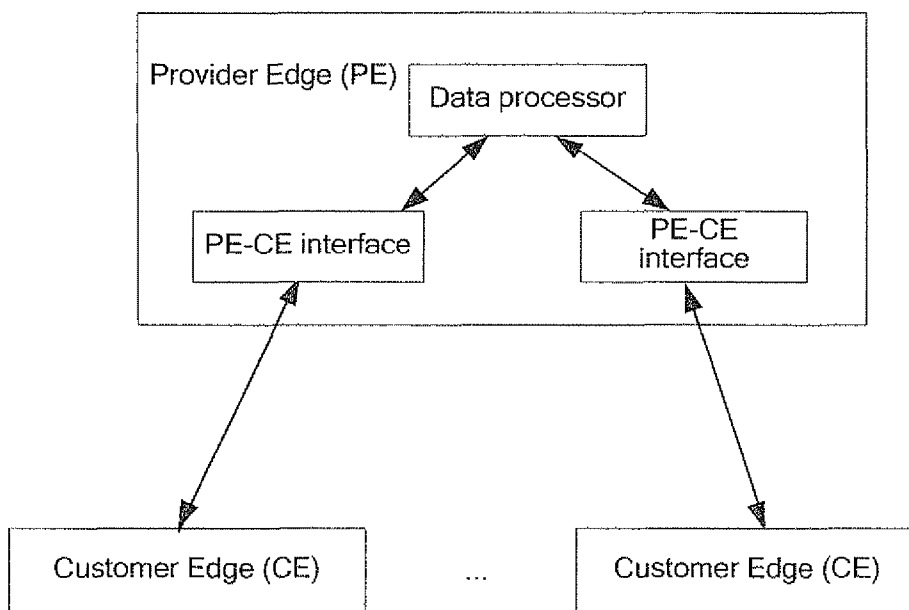 Provider Edge (PE)
Data processor
PE-CE interface
PE-CE
interface
Customer Edge (CE)
...
Customer Edge (CE)